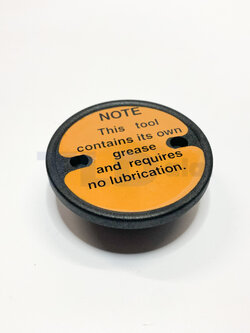 NOTE
This tool
contains its own
grease
and requires
no lubrication.